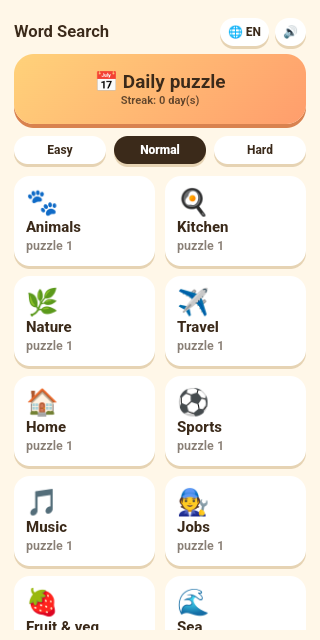 Word Search
🌐 EN
🔊
📅 Daily puzzle
Streak: 0 day(s)
Easy
Normal
Hard
Animals
puzzle 1
Kitchen
puzzle 1
Nature
puzzle 1
Travel
puzzle 1
Home
puzzle 1
Sports
puzzle 1
Music
puzzle 1
Jobs
puzzle 1
Fruit & veg
Sea